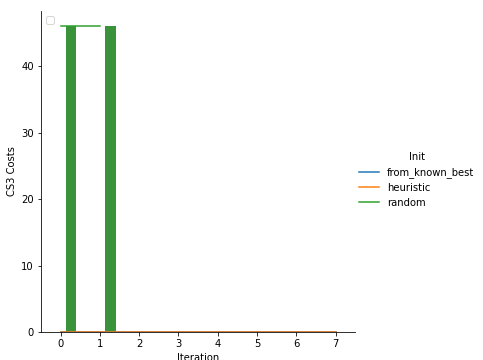 CS3 Costs
40
30
20
10
0
0 1 2 3 4 5 6 7
Iteration
Init
from_known_best
heuristic
random